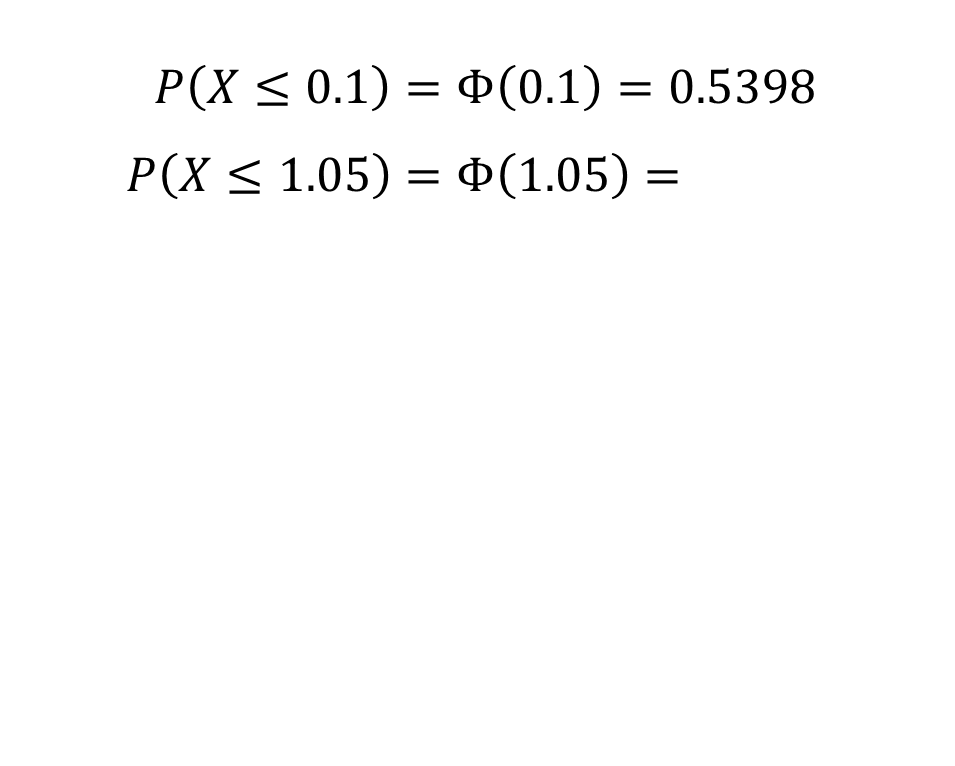 P(X ≤ 0.1) = Φ(0.1) = 0.5398
P(X ≤ 1.05) = Φ(1.05) =